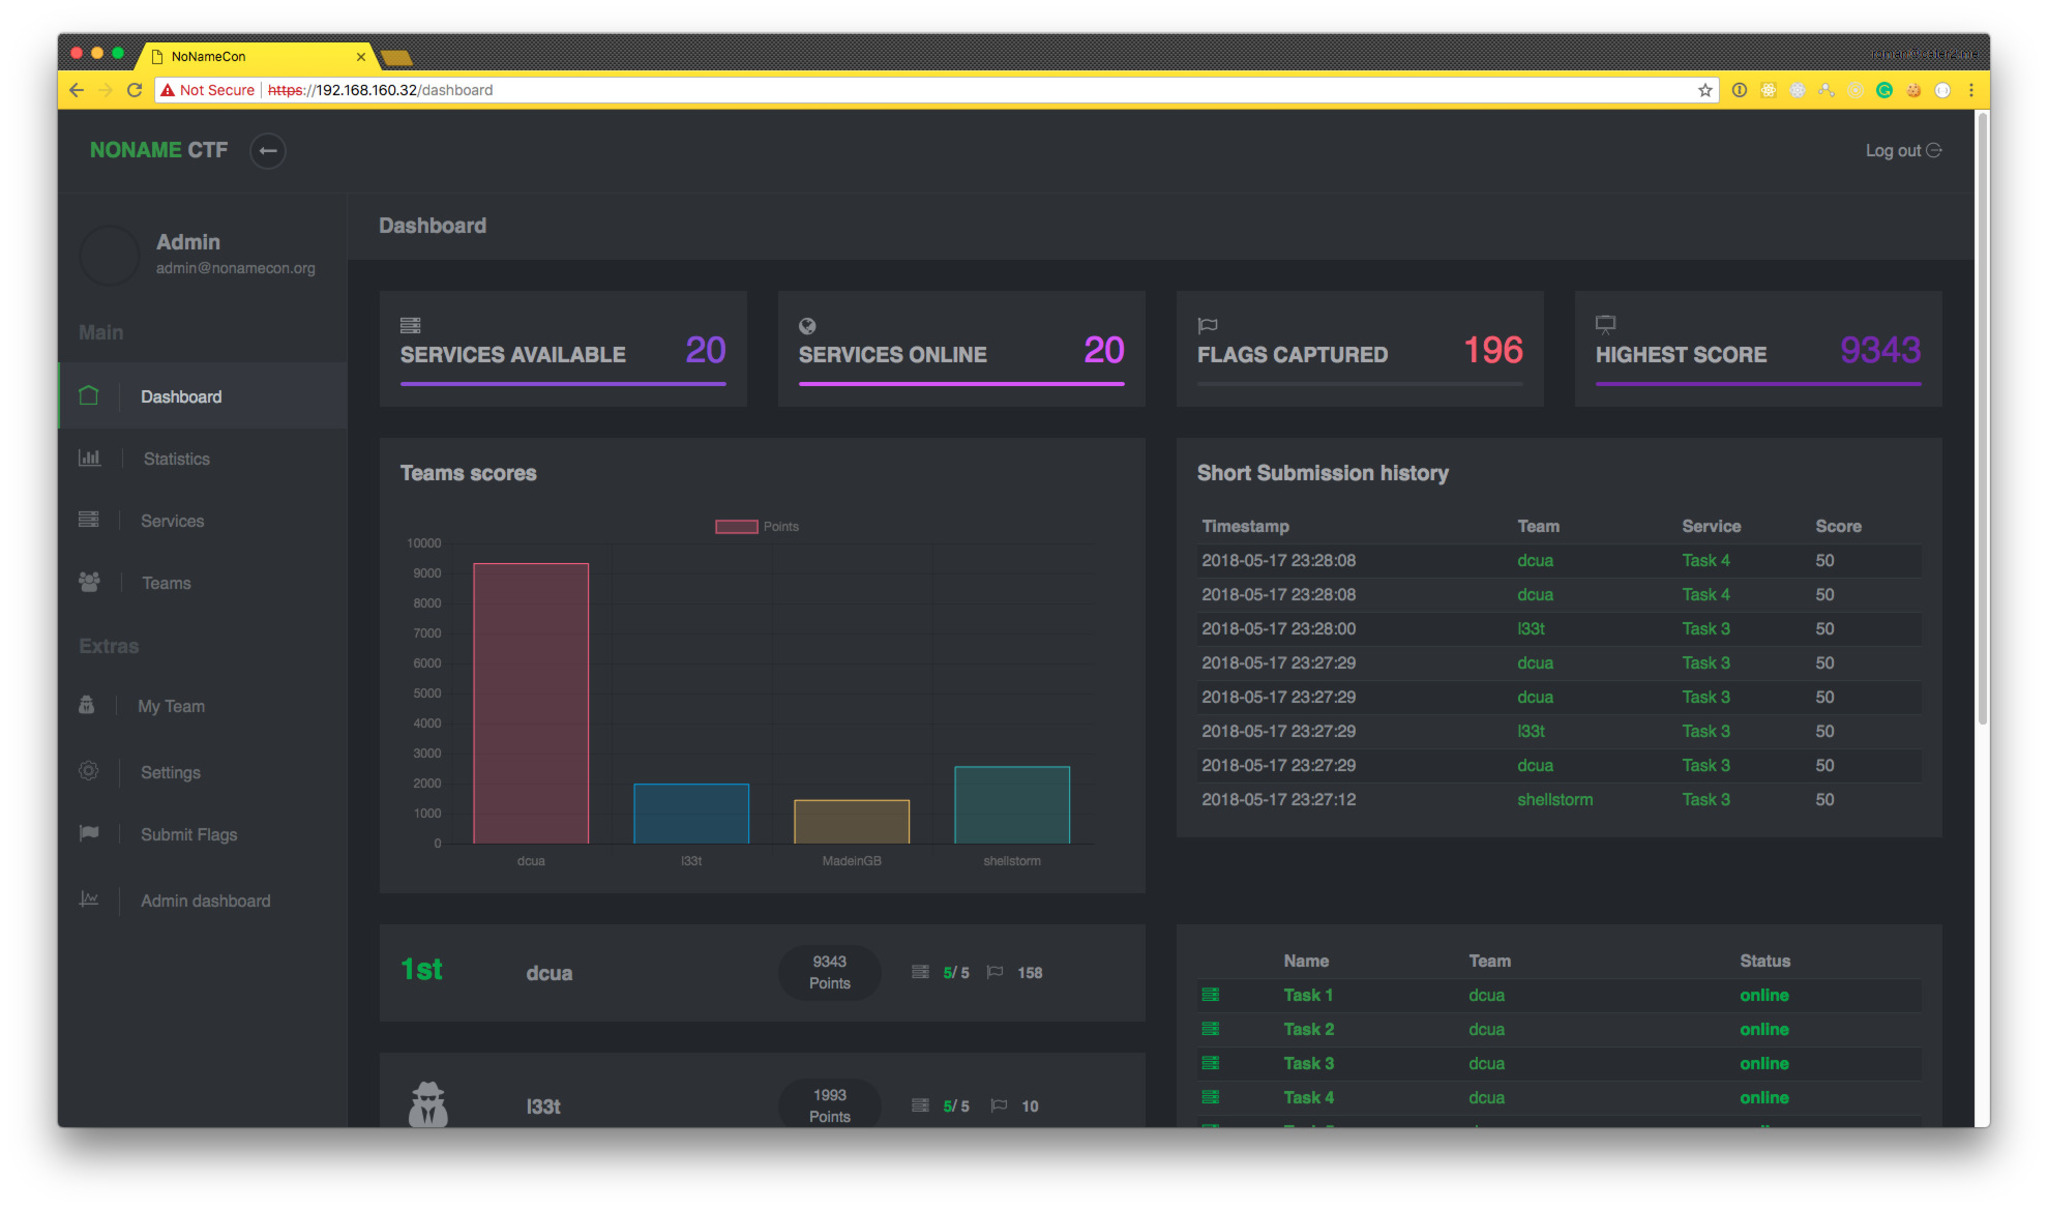 NoNameCon
Not Secure https://192.168.160.32/dashboard
NONAME CTF
Log out
Admin
admin@nonamecon.org
Main
Dashboard
Statistics
Services
Teams
Extras
My Team
Settings
Submit Flags
Admin dashboard
Dashboard
SERVICES AVAILABLE 20
SERVICES ONLINE 20
FLAGS CAPTURED 196
HIGHEST SCORE 9343
Teams scores
Points
10000
9000
8000
7000
6000
5000
4000
3000
2000
1000
0
dcua l33t MadeinGB shellstorm
Short Submission history
Timestamp Team Service Score
2018-05-17 23:28:08 dcua Task 4 50
2018-05-17 23:28:08 dcua Task 4 50
2018-05-17 23:28:00 l33t Task 3 50
2018-05-17 23:27:29 dcua Task 3 50
2018-05-17 23:27:29 dcua Task 3 50
2018-05-17 23:27:29 l33t Task 3 50
2018-05-17 23:27:29 dcua Task 3 50
2018-05-17 23:27:12 shellstorm Task 3 50
1st dcua 9343 Points 5/ 5 158
l33t 1993 Points 5/ 5 10
Name Team Status
Task 1 dcua online
Task 2 dcua online
Task 3 dcua online
Task 4 dcua online